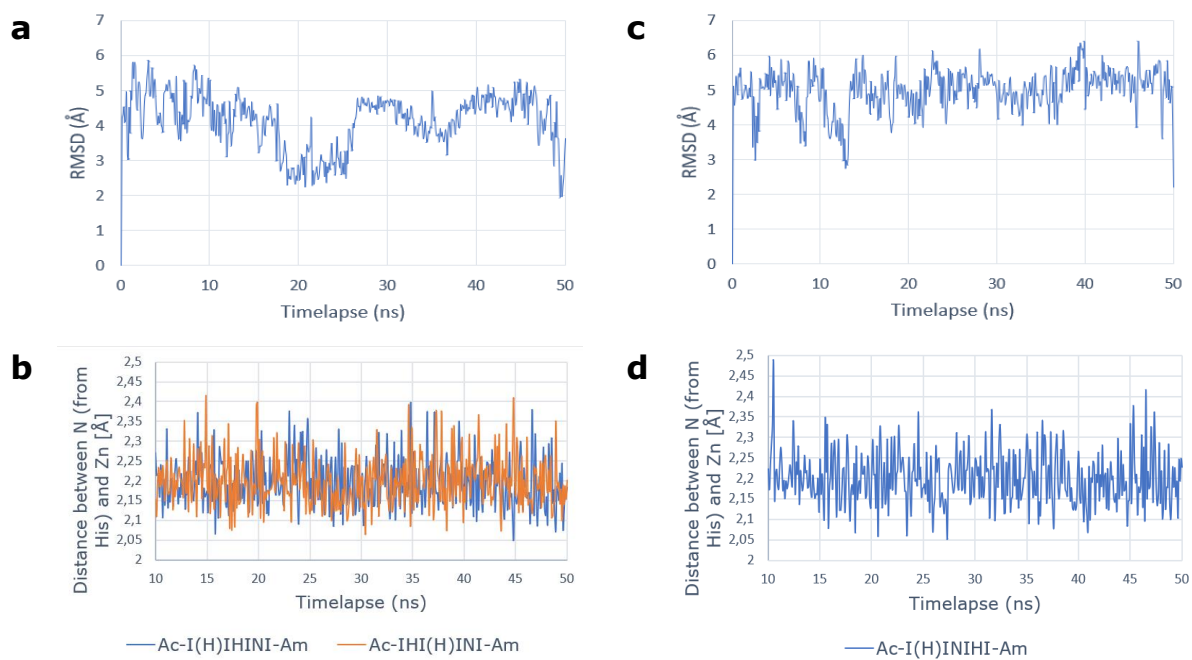 a
RMSD (Å)
7
6
5
4
3
2
1
0
0 10 20 30 40 50
Timelapse (ns)
c
RMSD (Å)
7
6
5
4
3
2
1
0
0 10 20 30 40 50
Timelapse (ns)
b
Distance between N (from
His) and Zn [Å]
2,5
2,45
2,4
2,35
2,3
2,25
2,2
2,15
2,1
2,05
2
10 15 20 25 30 35 40 45 50
Timelapse (ns)
Ac-I(H)IHINI-Am Ac-IHI(H)INI-Am
d
Distance between N (from
His) and Zn [Å]
2,5
2,45
2,4
2,35
2,3
2,25
2,2
2,15
2,1
2,05
2
10 15 20 25 30 35 40 45 50
Timelapse (ns)
Ac-I(H)INIHI-Am